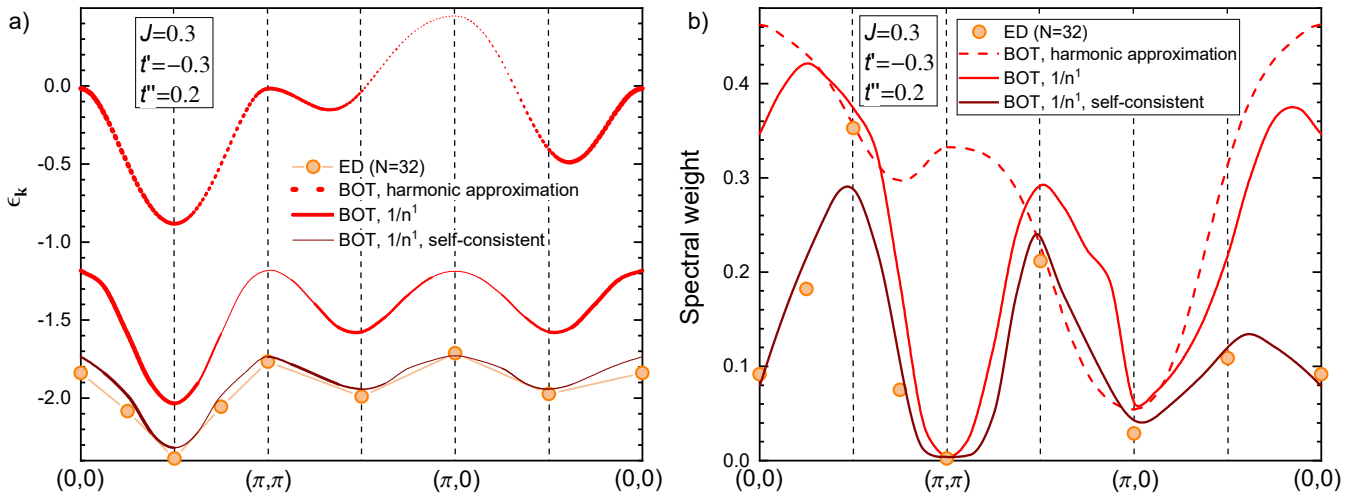 a)
J=0.3
t'=−0.3
t''=0.2
0.0
-0.5
-1.0
-1.5
-2.0
ϵk
ED (N=32)
BOT, harmonic approximation
BOT, 1/n¹
BOT, 1/n¹, self-consistent
(0,0)
(π,π)
(π,0)
(0,0)
b)
J=0.3
t'=−0.3
t''=0.2
ED (N=32)
BOT, harmonic approximation
BOT, 1/n¹
BOT, 1/n¹, self-consistent
0.4
0.3
0.2
0.1
0.0
Spectral weight
(0,0)
(π,π)
(π,0)
(0,0)